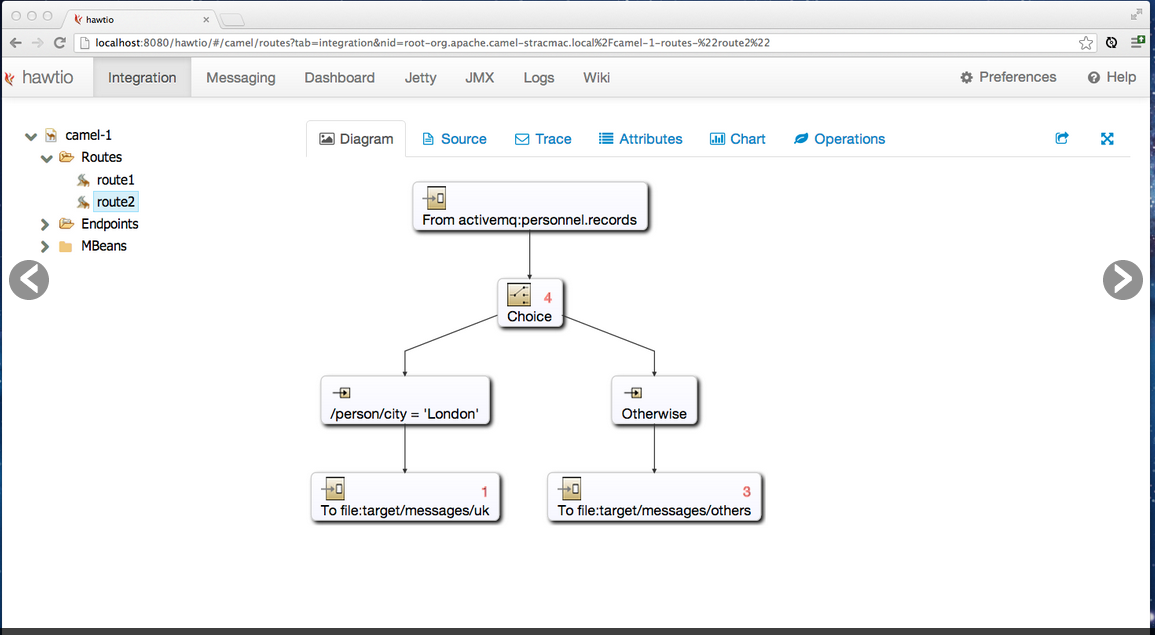 hawtio
localhost:8080/hawtio/#/camel/routes?tab=integration&nid=root-org.apache.camel-stracmac.local%2Fcamel-1-routes-%22route2%22
hawtio Integration Messaging Dashboard Jetty JMX Logs Wiki Preferences Help
camel-1
Routes
route1
route2
Endpoints
MBeans
Diagram Source Trace Attributes Chart Operations
From activemq:personnel.records
4
Choice
/person/city = 'London'
Otherwise
1
To file:target/messages/uk
3
To file:target/messages/others